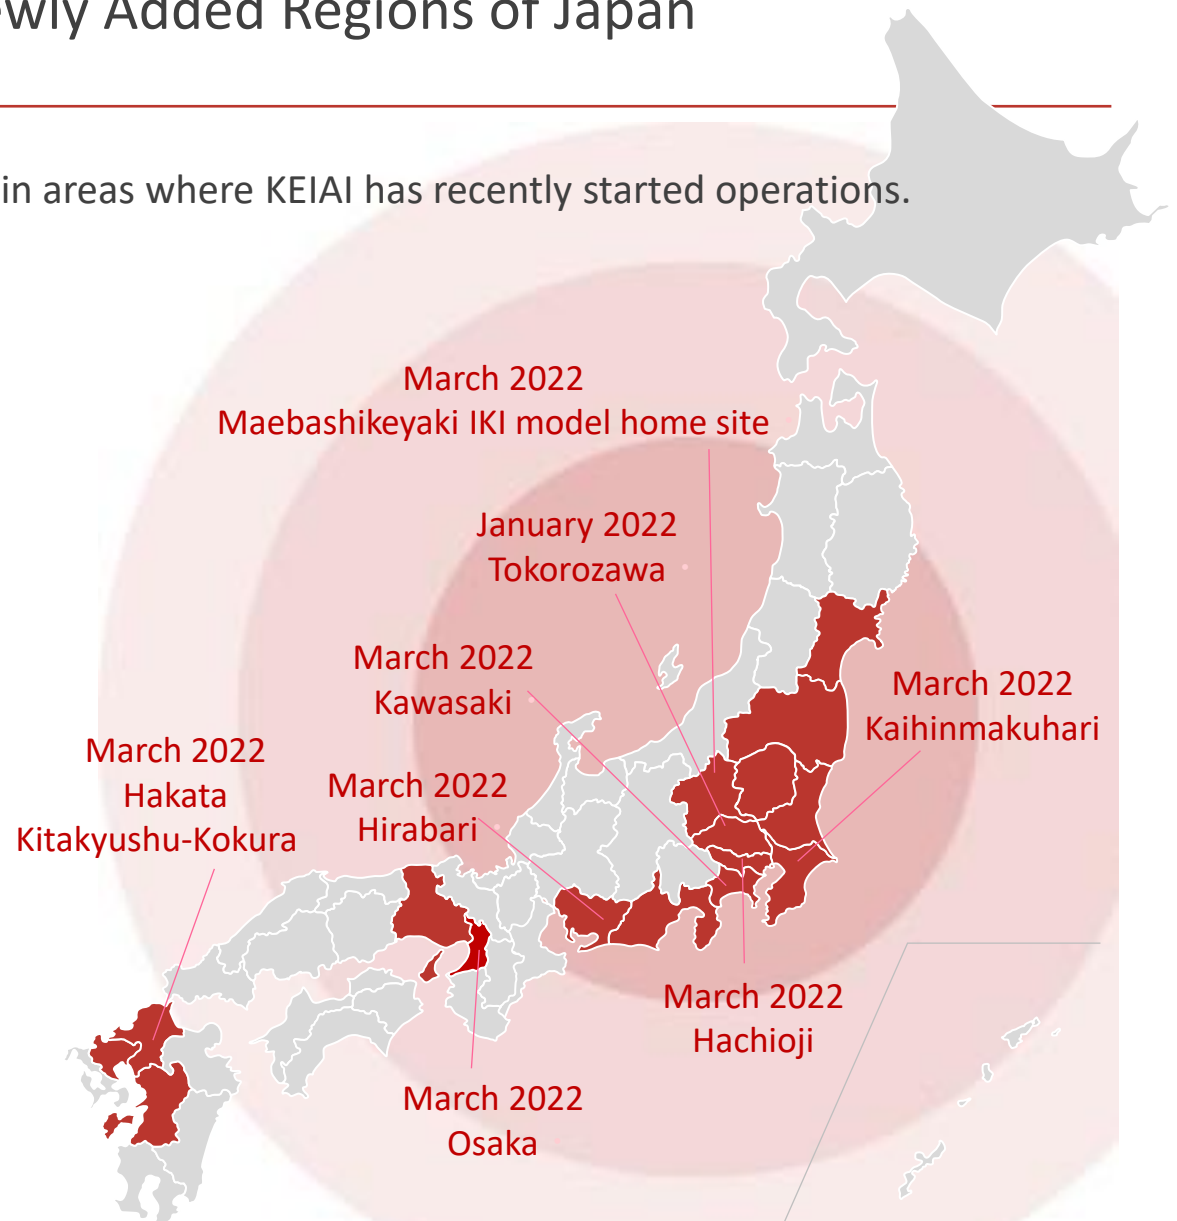 ewly Added Regions of Japan
in areas where KEIAI has recently started operations.
March 2022
Maebashikeyaki IKI model home site
January 2022
Tokorozawa
March 2022
Kawasaki
March 2022
Kaihinmakuhari
March 2022
Hakata
Kitakyushu-Kokura
March 2022
Hirabari
March 2022
Hachioji
March 2022
Osaka